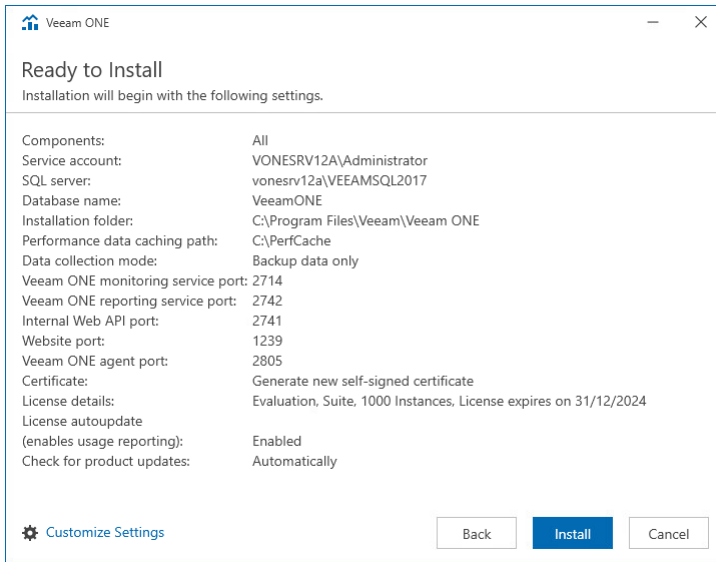 Veeam ONE
Ready to Install
Installation will begin with the following settings.
Components: All
Service account: VONESRV12A\Administrator
SQL server: vonesrv12a\VEEAMSQL2017
Database name: VeeamONE
Installation folder: C:\Program Files\Veeam\Veeam ONE
Performance data caching path: C:\PerfCache
Data collection mode: Backup data only
Veeam ONE monitoring service port: 2714
Veeam ONE reporting service port: 2742
Internal Web API port: 2741
Website port: 1239
Veeam ONE agent port: 2805
Certificate: Generate new self-signed certificate
License details: Evaluation, Suite, 1000 Instances, License expires on 31/12/2024
License autoupdate
(enables usage reporting): Enabled
Check for product updates: Automatically
Customize Settings Back Install Cancel